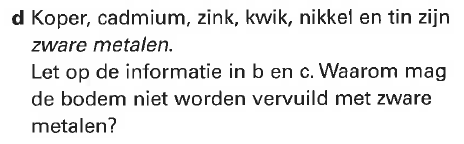 d Koper, cadmium, zink, kwik, nikkel en tin zijn
zware metalen.
Let op de informatie in b en c. Waarom mag
de bodem niet worden vervuild met zware
metalen?